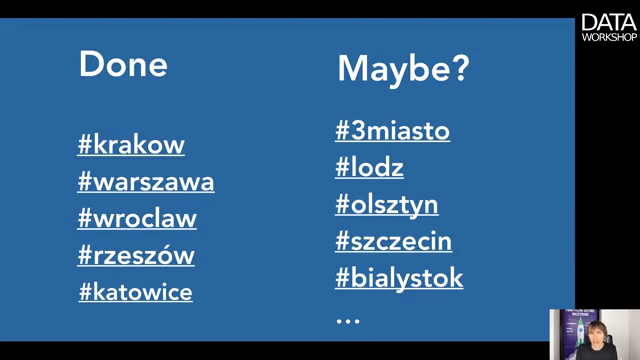 DATA
WORKSHOP
Done
#krakow
#warszawa
#wroclaw
#rzeszów
#katowice
Maybe?
#3miasto
#lodz
#olsztyn
#szczecin
#bialystok
...